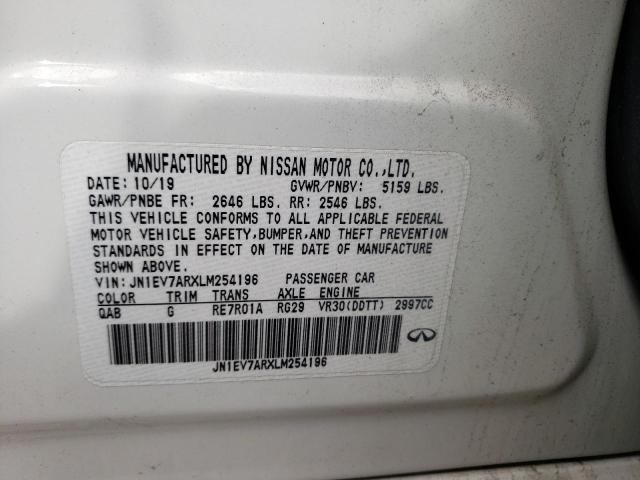 MANUFACTURED BY NISSAN MOTOR CO.,LTD.
DATE: 10/19 GVWR/PNBV: 5159 LBS.
GAWR/PNBE FR: 2646 LBS. RR: 2546 LBS.
THIS VEHICLE CONFORMS TO ALL APPLICABLE FEDERAL
MOTOR VEHICLE SAFETY,BUMPER,AND THEFT PREVENTION
STANDARDS IN EFFECT ON THE DATE OF MANUFACTURE
SHOWN ABOVE.
VIN: JN1EV7ARXLM254196 PASSENGER CAR
COLOR TRIM TRANS AXLE ENGINE
QAB G RE7R01A RG29 VR30(DDTT) 2997CC
JN1EV7ARXLM254196